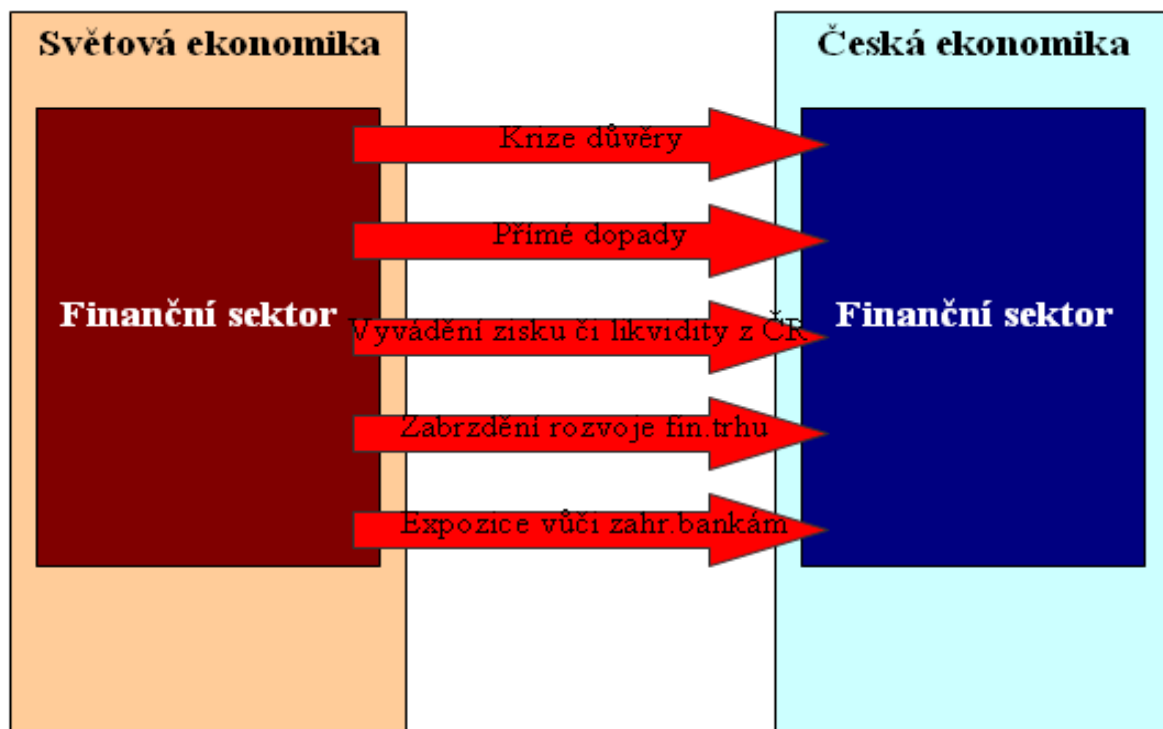 Světová ekonomika
Česká ekonomika
Krize důvěry
Přímé dopady
Finanční sektor
Vyvádění zisku či likvidity z ČR
Finanční sektor
Zabrzdění rozvoje fin.trhu
Expozice vůči zahr.bankám